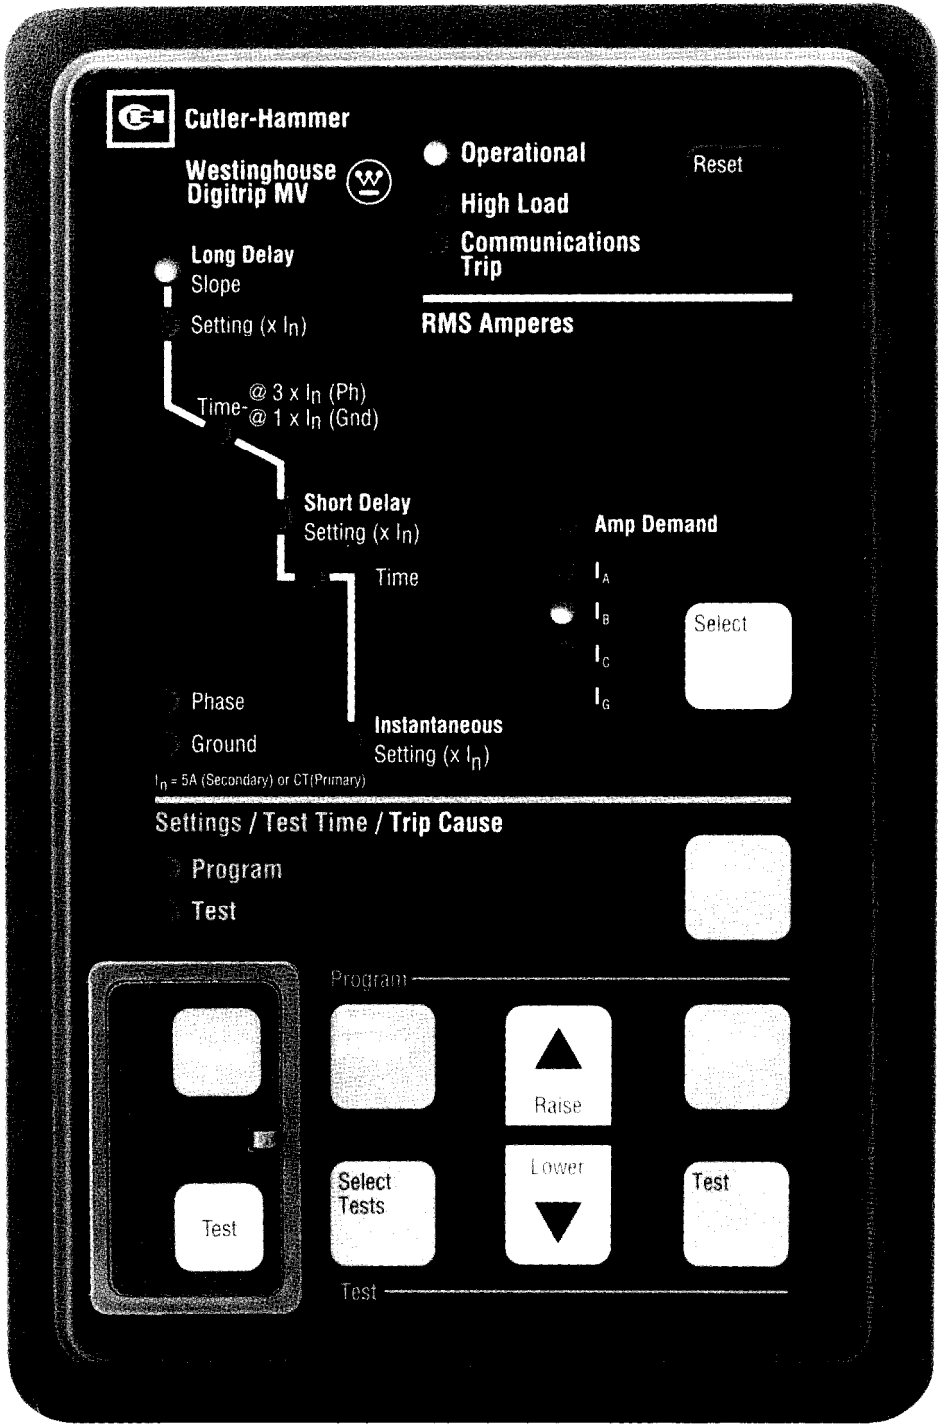 Cutler-Hammer
Westinghouse
Digitrip MV
Operational
Reset
High Load
Communications
Trip
Long Delay
Slope
Setting (x In)
RMS Amperes
Time-
@ 3 x In (Ph)
@ 1 x In (Gnd)
Short Delay
Setting (x In)
Time
Amp Demand
IA
IB
IC
IG
Select
Phase
Ground
Instantaneous
Setting (x In)
In = 5A (Secondary) or CT(Primary)
Settings / Test Time / Trip Cause
Program
Test
Program
Raise
Lower
Select
Tests
Test
Test
Test